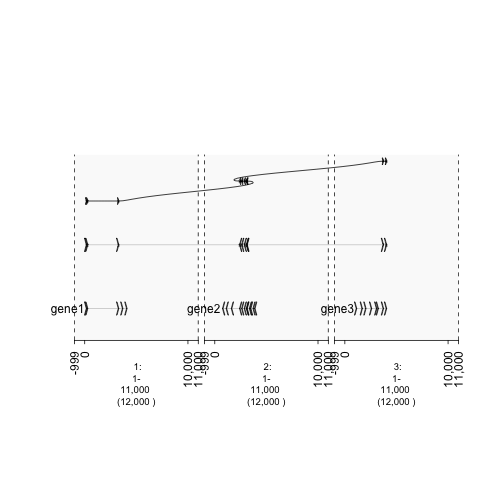 gene1 gene2 gene3
-999 0 10,000 11,000 -999 0 10,000 11,000 -999 0 10,000 11,000
1: 2: 3:
1- 1- 1-
11,000 11,000 11,000
(12,000 ) (12,000 ) (12,000 )